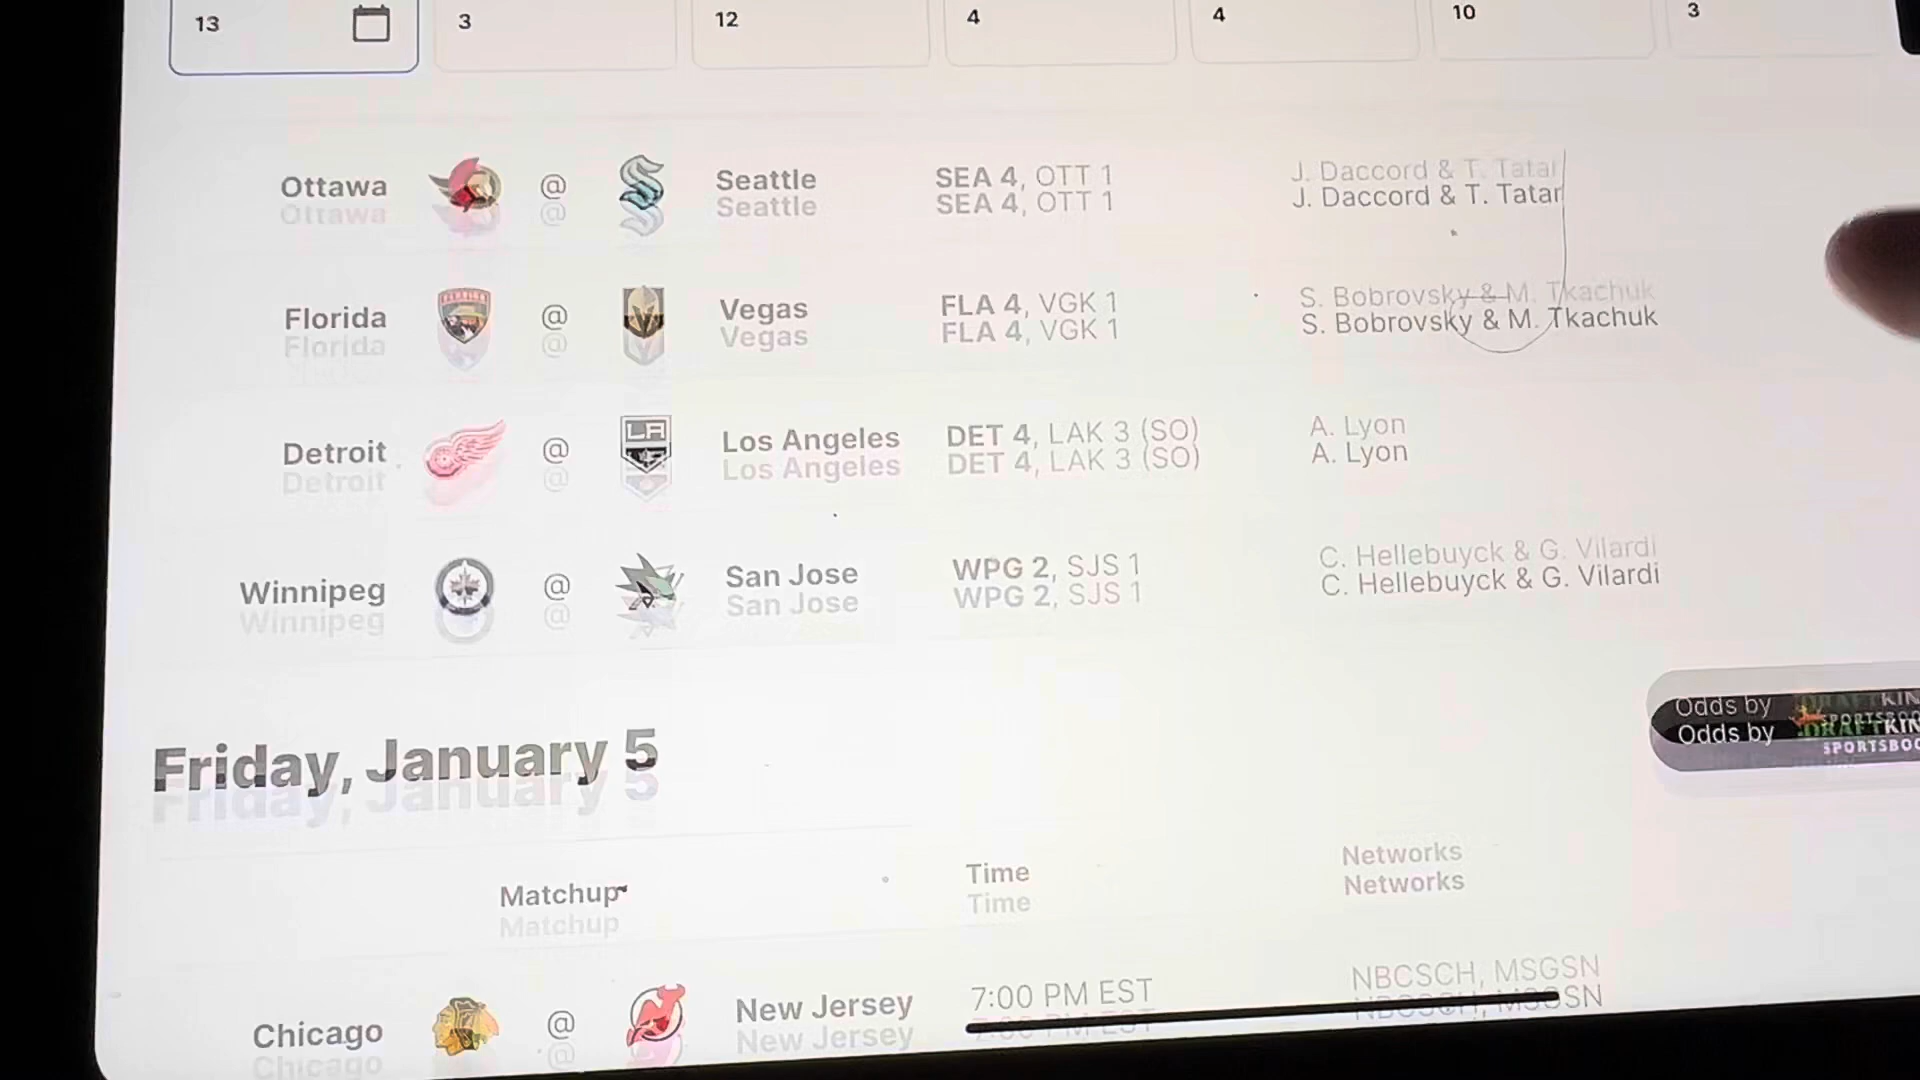 13 3 12 4 4 10 3
Ottawa @ Seattle SEA 4, OTT 1 J. Daccord & T. Tatar
Florida @ Vegas FLA 4, VGK 1 S. Bobrovsky & M. Tkachuk
Detroit @ Los Angeles DET 4, LAK 3 (SO) A. Lyon
Winnipeg @ San Jose WPG 2, SJS 1 C. Hellebuyck & G. Vilardi
Odds by
Friday, January 5
Matchup Time Networks
Chicago @ New Jersey 7:00 PM EST NBCSCH, MSGSN